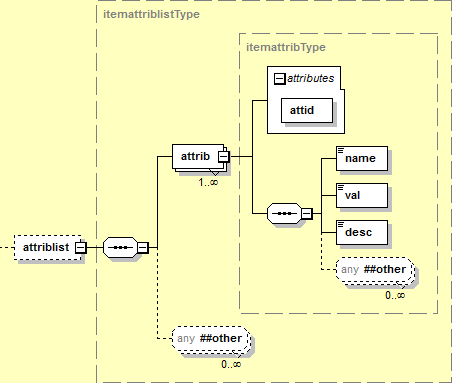 itemattriblistType
itemattribType
attributes
attid
attrib
1..∞
name
val
desc
attriblist
any ##other
0..∞
any ##other
0..∞